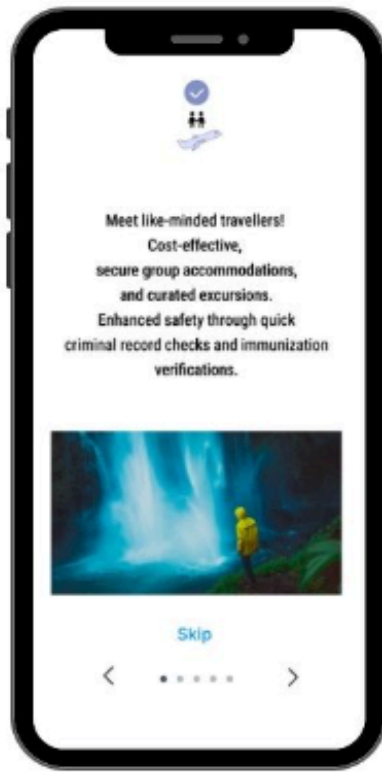 Meet like-minded travellers!
Cost-effective,
secure group accommodations,
and curated excursions.
Enhanced safety through quick
criminal record checks and immunization
verifications.
Skip